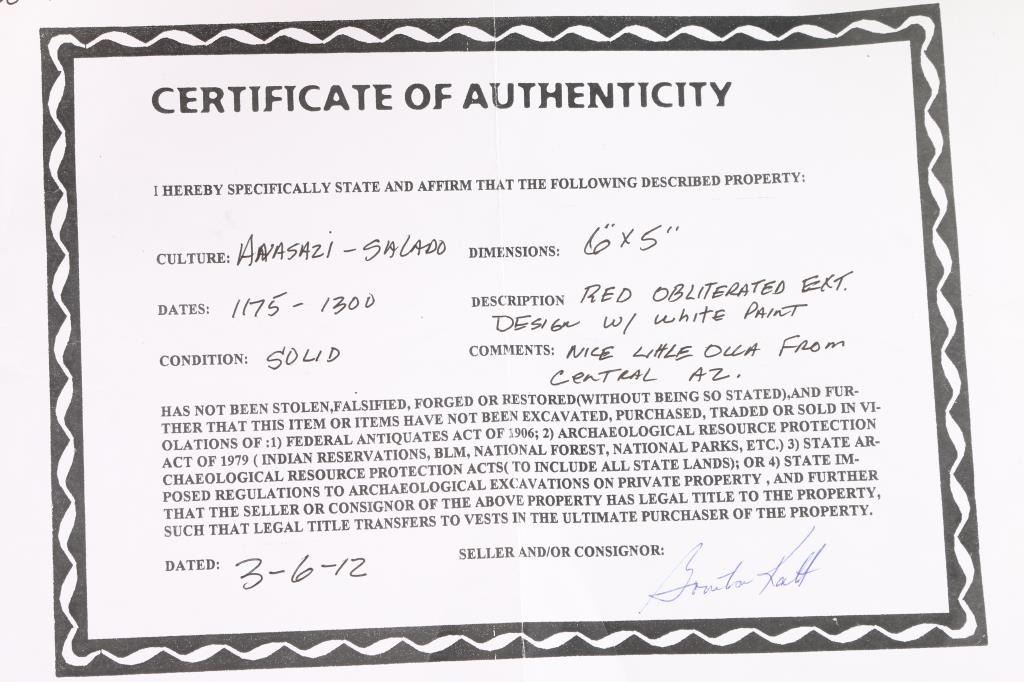 CERTIFICATE OF AUTHENTICITY
I HEREBY SPECIFICALLY STATE AND AFFIRM THAT THE FOLLOWING DESCRIBED PROPERTY:
CULTURE: ANASAZI - SALADO
DIMENSIONS: 6" X 5"
DATES: 1175 - 1300
DESCRIPTION RED OBLITERATED EXT.
DESIGN W/ WHITE PAINT
CONDITION: SOLID
COMMENTS: NICE LITTLE OLLA FROM
CENTRAL AZ.
HAS NOT BEEN STOLEN,FALSIFIED, FORGED OR RESTORED(WITHOUT BEING SO STATED),AND FUR-
THER THAT THIS ITEM OR ITEMS HAVE NOT BEEN EXCAVATED, PURCHASED, TRADED OR SOLD IN VI-
OLATIONS OF :1) FEDERAL ANTIQUATES ACT OF 1906; 2) ARCHAEOLOGICAL RESOURCE PROTECTION
ACT OF 1979 ( INDIAN RESERVATIONS, BLM, NATIONAL FOREST, NATIONAL PARKS, ETC.) 3) STATE AR-
CHAEOLOGICAL RESOURCE PROTECTION ACTS( TO INCLUDE ALL STATE LANDS); OR 4) STATE IM-
POSED REGULATIONS TO ARCHAEOLOGICAL EXCAVATIONS ON PRIVATE PROPERTY , AND FURTHER
THAT THE SELLER OR CONSIGNOR OF THE ABOVE PROPERTY HAS LEGAL TITLE TO THE PROPERTY,
SUCH THAT LEGAL TITLE TRANSFERS TO VESTS IN THE ULTIMATE PURCHASER OF THE PROPERTY.
DATED: 3-6-12
SELLER AND/OR CONSIGNOR: